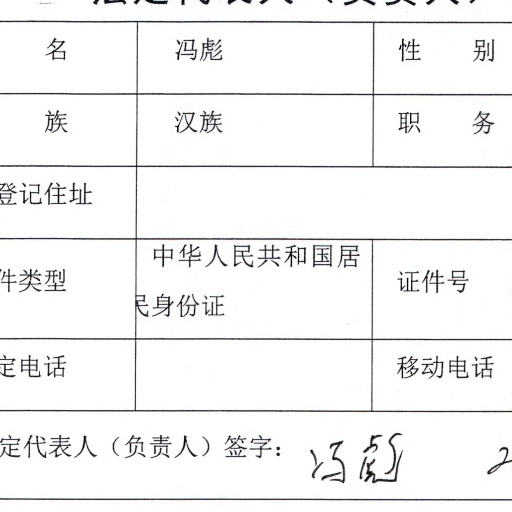 法定代表人（负责人）
名 冯彪 性 别
族 汉族 职 务
登记住址
件类型 中华人民共和国居民身份证 证件号
定电话 移动电话
定代表人（负责人）签字： 冯彪